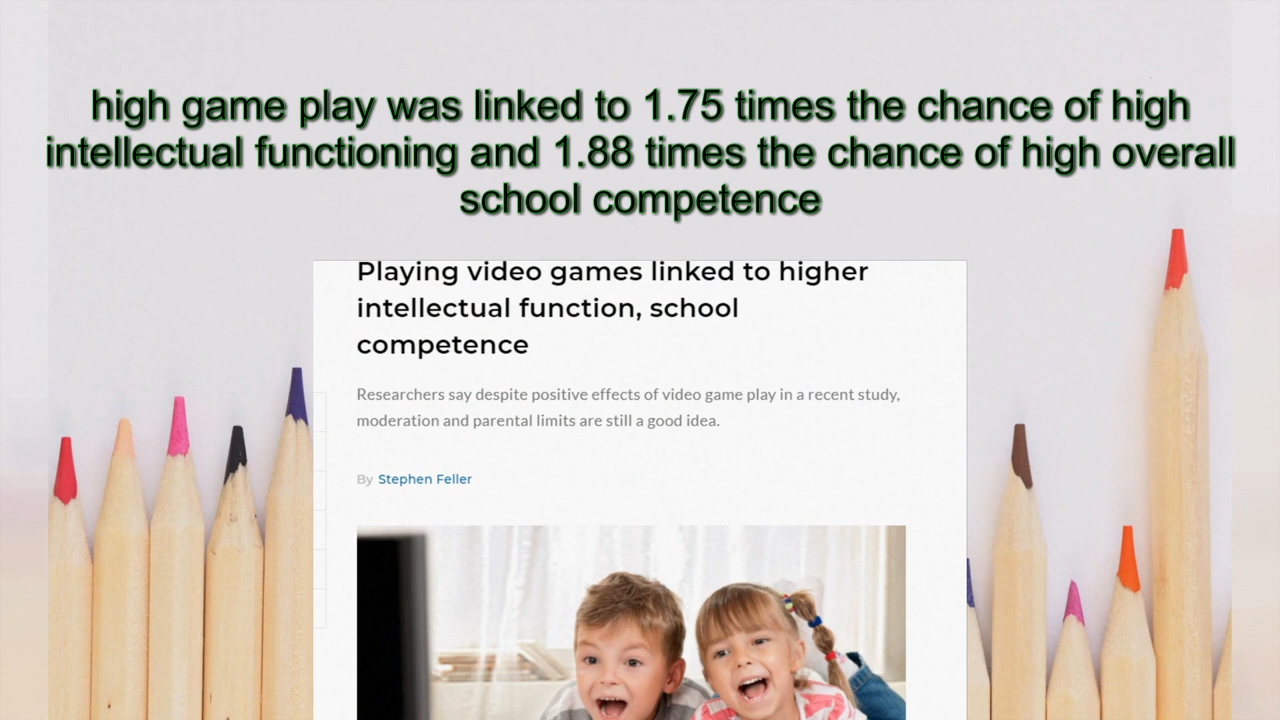 high game play was linked to 1.75 times the chance of high
intellectual functioning and 1.88 times the chance of high overall
school competence
Playing video games linked to higher
intellectual function, school
competence
Researchers say despite positive effects of video game play in a recent study,
moderation and parental limits are still a good idea.
By Stephen Feller